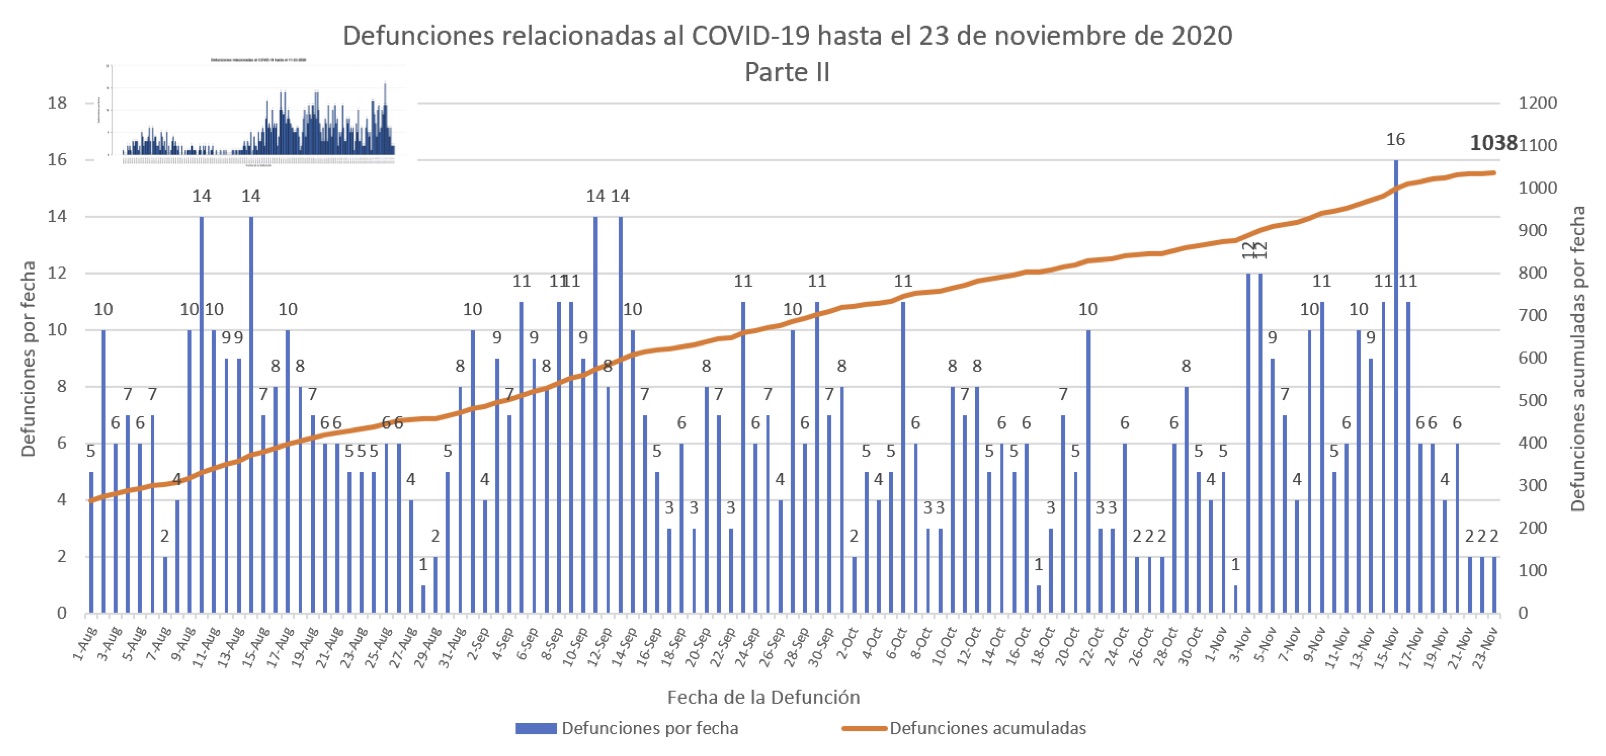 Defunciones relacionadas al COVID-19 hasta el 23 de noviembre de 2020
Parte II
Defunciones por fecha
18
16
14
12
10
8
6
4
2
0
5 10 6 7 6 7 2 4 10 14 10 9 9 14 7 8 10 8 7 6 6 5 5 5 6 6 4 1 2 5 8 10 4 9 7 11 9 8 11 11 9 14 8 14 10 7 5 3 6 3 8 7 3 11 6 7 4 10 6 11 7 8 2 5 4 5 11 6 3 3 8 7 8 5 6 5 6 1 3 7 5 10 3 3 6 2 2 2 6 8 5 4 5 1 12 12 9 7 4 10 11 5 6 10 9 11 16 11 6 6 4 6 2 2 2
1038
1200
1100
1000
900
800
700
600
500
400
300
200
100
0
Defunciones acumuladas por fecha
1-Aug 3-Aug 5-Aug 7-Aug 9-Aug 11-Aug 13-Aug 15-Aug 17-Aug 19-Aug 21-Aug 23-Aug 25-Aug 27-Aug 29-Aug 31-Aug 2-Sep 4-Sep 6-Sep 8-Sep 10-Sep 12-Sep 14-Sep 16-Sep 18-Sep 20-Sep 22-Sep 24-Sep 26-Sep 28-Sep 30-Sep 2-Oct 4-Oct 6-Oct 8-Oct 10-Oct 12-Oct 14-Oct 16-Oct 18-Oct 20-Oct 22-Oct 24-Oct 26-Oct 28-Oct 30-Oct 1-Nov 3-Nov 5-Nov 7-Nov 9-Nov 11-Nov 13-Nov 15-Nov 17-Nov 19-Nov 21-Nov 23-Nov
Fecha de la Defunción
Defunciones por fecha
Defunciones acumuladas